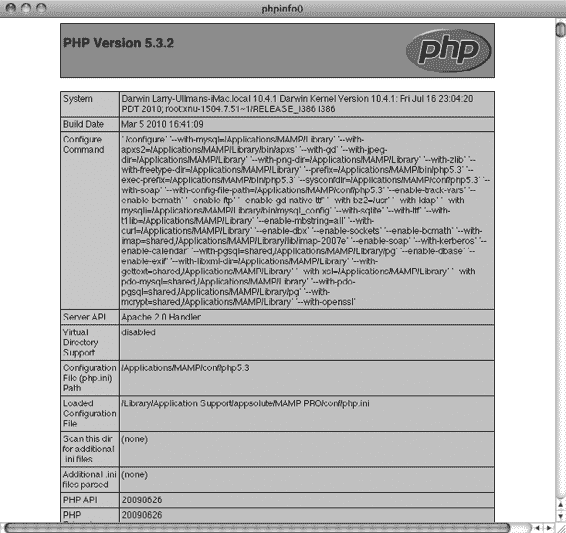 phpinfo()
PHP Version 5.3.2
php
System
Darwin Larry-Ullmans-iMac.local 10.4.1 Darwin Kernel Version 10.4.1: Fri Jul 16 23:04:20
PDT 2010; root:xnu-1504.7.51~1/RELEASE_I386 i386
Build Date
Mar 5 2010 16:41:09
Configure
Command
'./configure' '--with-mysql=/Applications/MAMP/Library' '--with-
apxs2=/Applications/MAMP/Library/bin/apxs' '--with-gd' '--with-jpeg-
dir=/Applications/MAMP/Library' '--with-png-dir=/Applications/MAMP/Library' '--with-zlib' '--
with-freetype-dir=/Applications/MAMP/Library' '--prefix=/Applications/MAMP/bin/php5.3' '--
exec-prefix=/Applications/MAMP/bin/php5.3' '--sysconfdir=/Applications/MAMP/conf/php5.3' '--
with-soap' '--with-config-file-path=/Applications/MAMP/conf/php5.3' '--enable-track-vars' '--
enable-bcmath' '--enable-ftp' '--enable-gd-native-ttf' '--with-bz2=/usr' '--with-ldap' '--with-
mysqli=/Applications/MAMP/Library/bin/mysql_config' '--with-sqlite' '--with-ttf' '--with-
t1lib=/Applications/MAMP/Library' '--enable-mbstring=all' '--with-
curl=/Applications/MAMP/Library' '--enable-dbx' '--enable-sockets' '--enable-bcmath' '--with-
imap=shared,/Applications/MAMP/Library/lib/imap-2007e' '--enable-soap' '--with-kerberos' '--
enable-calendar' '--with-pgsql=shared,/Applications/MAMP/Library/pg' '--enable-dbase' '--
enable-exif' '--with-libxml-dir=/Applications/MAMP/Library' '--with-
gettext=shared,/Applications/MAMP/Library' '--with-xsl=/Applications/MAMP/Library' '--with-
pdo-mysql=shared,/Applications/MAMP/Library' '--with-pdo-
pgsql=shared,/Applications/MAMP/Library/pg' '--with-
mcrypt=shared,/Applications/MAMP/Library' '--with-openssl'
Server API
Apache 2.0 Handler
Virtual
Directory
Support
disabled
Configuration
File (php.ini)
Path
/Applications/MAMP/conf/php5.3
Loaded
Configuration
File
/Library/Application Support/appsolute/MAMP PRO/conf/php.ini
Scan this dir
for additional
.ini files
(none)
Additional .ini
files parsed
(none)
PHP API
20090626
PHP
20090626